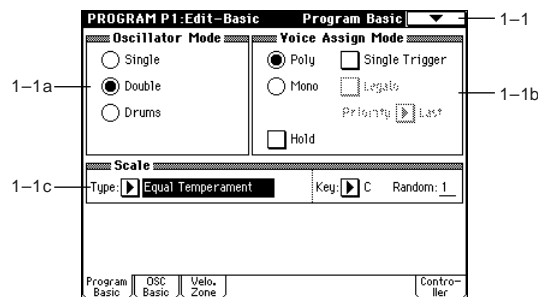 PROGRAM P1:Edit-Basic Program Basic
1–1
Oscillator Mode
Voice Assign Mode
Single
Poly
Single Trigger
1–1a
Double
Mono
Legato
1–1b
Drums
Priority: Last
Hold
Scale
1–1c
Type: Equal Temperament
Key: C
Random: 1
Program Basic
OSC Basic
Velo. Zone
Contro-ller